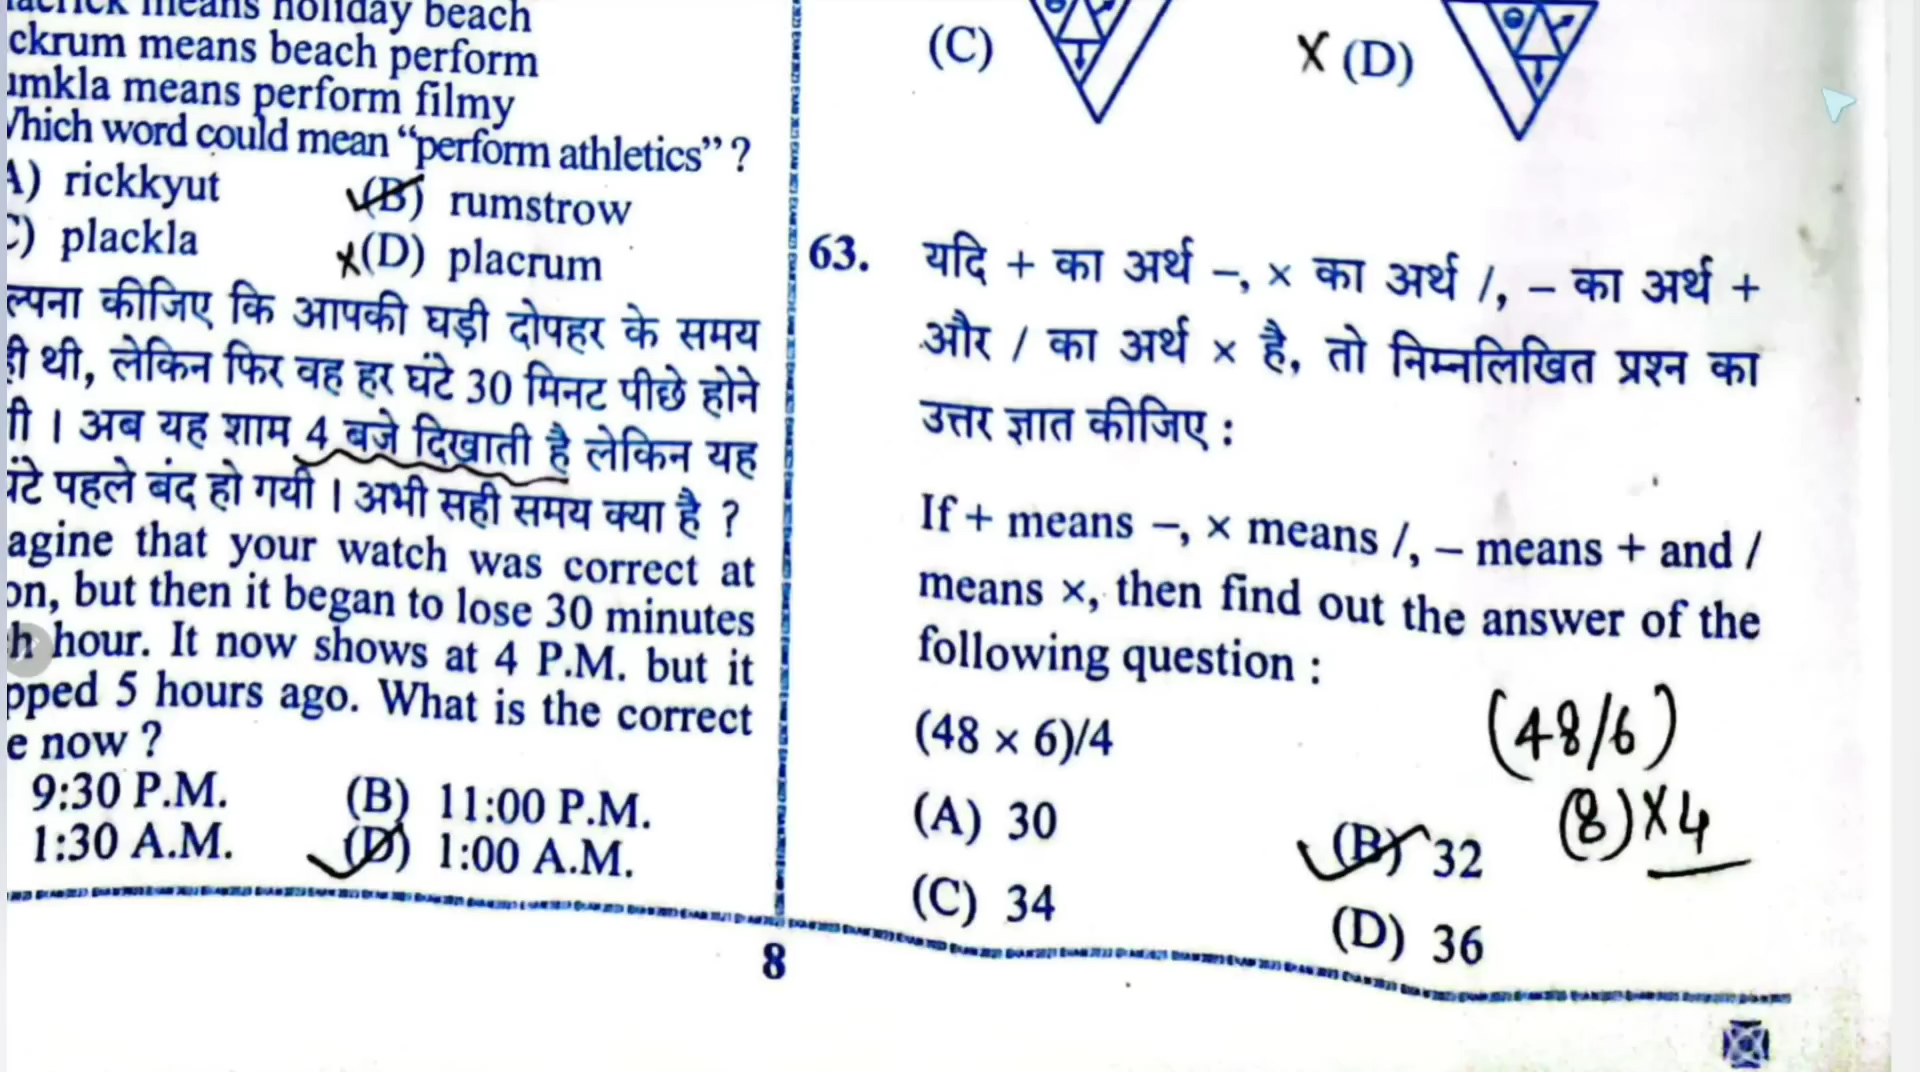 means holiday beach
ckrum means beach perform
umkla means perform filmy
Which word could mean “perform athletics” ?
A) rickkyut
(B) rumstrow
C) plackla
(D) placrum
ल्पना कीजिए कि आपकी घड़ी दोपहर के समय
ही थी, लेकिन फिर वह हर घंटे 30 मिनट पीछे होने
गी । अब यह शाम 4 बजे दिखाती है लेकिन यह
घंटे पहले बंद हो गयी । अभी सही समय क्या है ?
agine that your watch was correct at
on, but then it began to lose 30 minutes
h hour. It now shows at 4 P.M. but it
pped 5 hours ago. What is the correct
e now ?
9:30 P.M.
(B) 11:00 P.M.
1:30 A.M.
(D) 1:00 A.M.
(C)
X (D)
63. यदि + का अर्थ –, × का अर्थ /, – का अर्थ +
और / का अर्थ × है, तो निम्नलिखित प्रश्न का
उत्तर ज्ञात कीजिए :
If + means –, × means /, – means + and /
means ×, then find out the answer of the
following question :
(48 × 6)/4
(48/6)
(8)×4
(A) 30
(B) 32
(C) 34
(D) 36
8